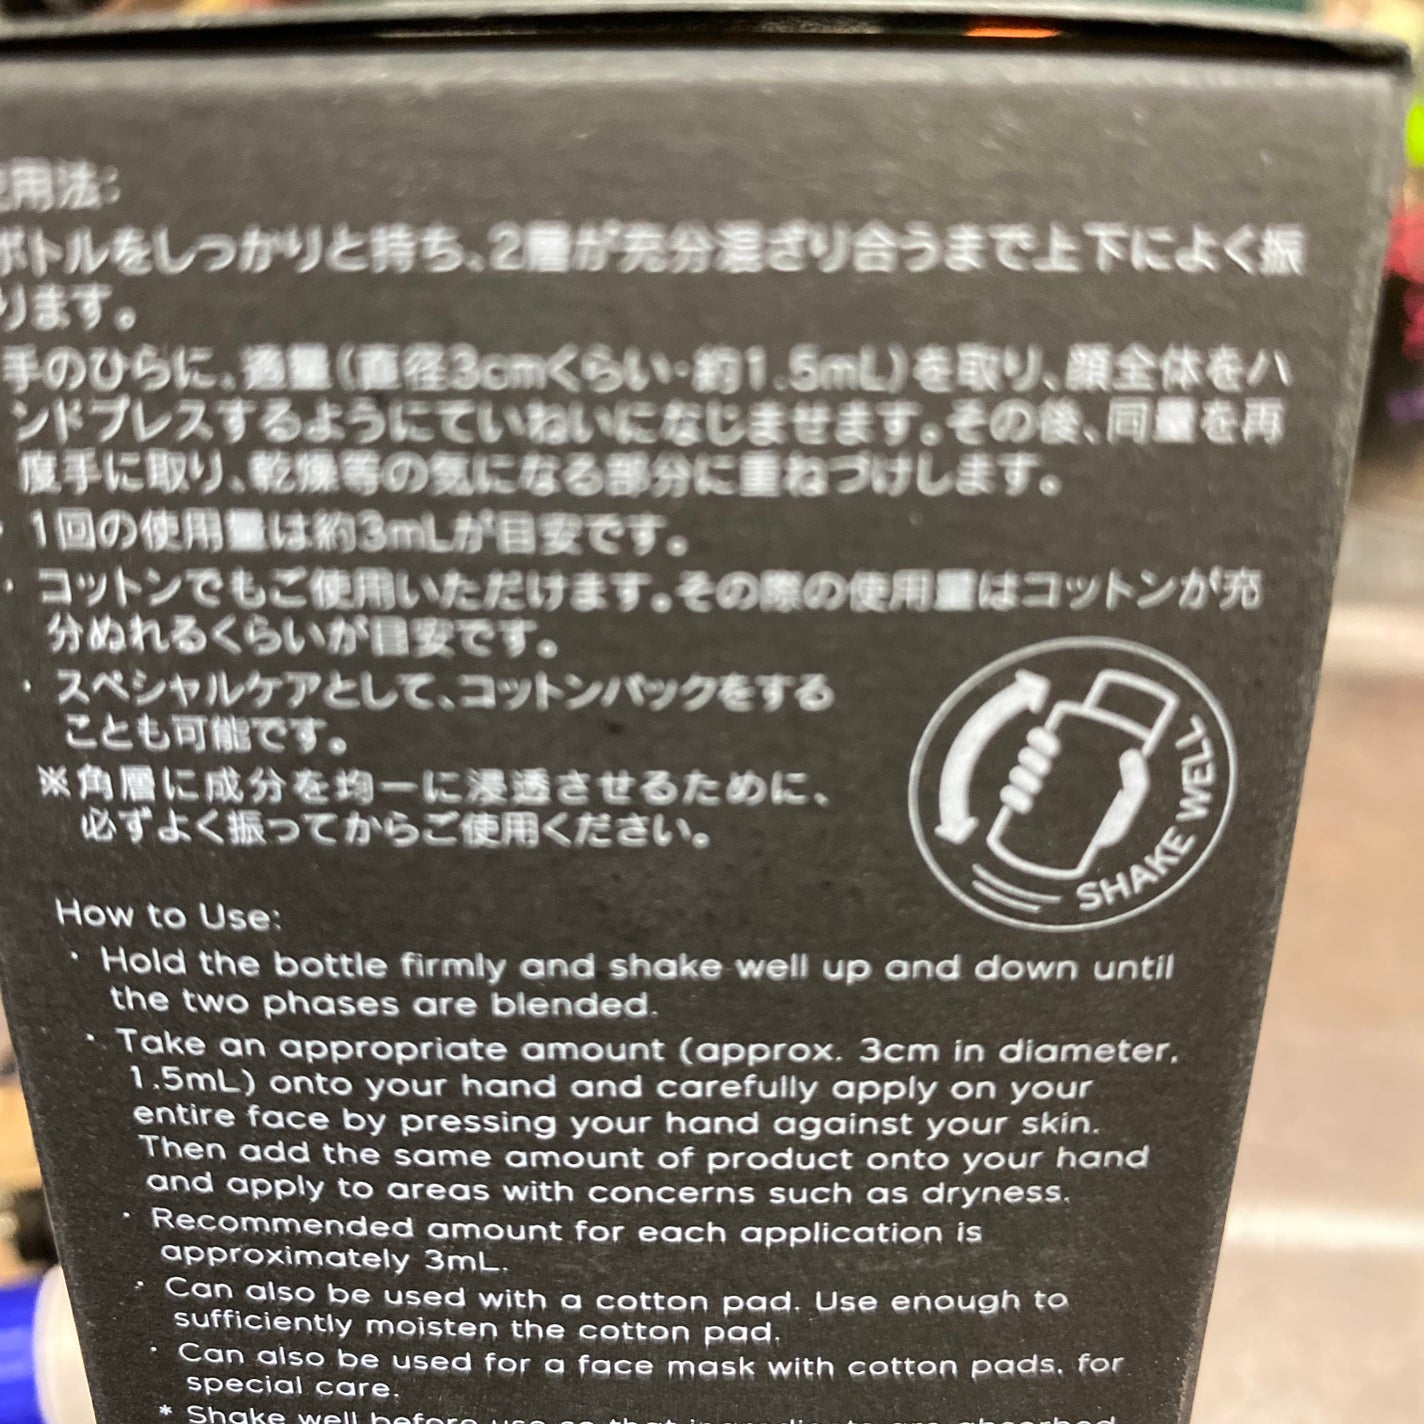 用法:
ボトルをしっかりと持ち、2層が充分混ざり合うまで上下によく振
ります。
手のひらに、適量(直径3cmくらい・約1.5mL)を取り、顔全体をハ
ンドプレスするようにていねいになじませます。その後、同量を再
度手に取り、乾燥等の気になる部分に重ねづけします。
・1回の使用量は約3mLが目安です。
・コットンでもご使用いただけます。その際の使用量はコットンが充
分ぬれるくらいが目安です。
・スペシャルケアとして、コットンパックをする
ことも可能です。
※角層に成分を均一に浸透させるために、
必ずよく振ってからご使用ください。
SHAKE WELL
How to Use:
・Hold the bottle firmly and shake well up and down until
the two phases are blended.
・Take an appropriate amount (approx. 3cm in diameter,
1.5mL) onto your hand and carefully apply on your
entire face by pressing your hand against your skin.
Then add the same amount of product onto your hand
and apply to areas with concerns such as dryness.
・Recommended amount for each application is
approximately 3mL.
・Can also be used with a cotton pad. Use enough to
sufficiently moisten the cotton pad.
・Can also be used for a face mask with cotton pads, for
special care.
* Shake well before use so that ingredients are absorbed